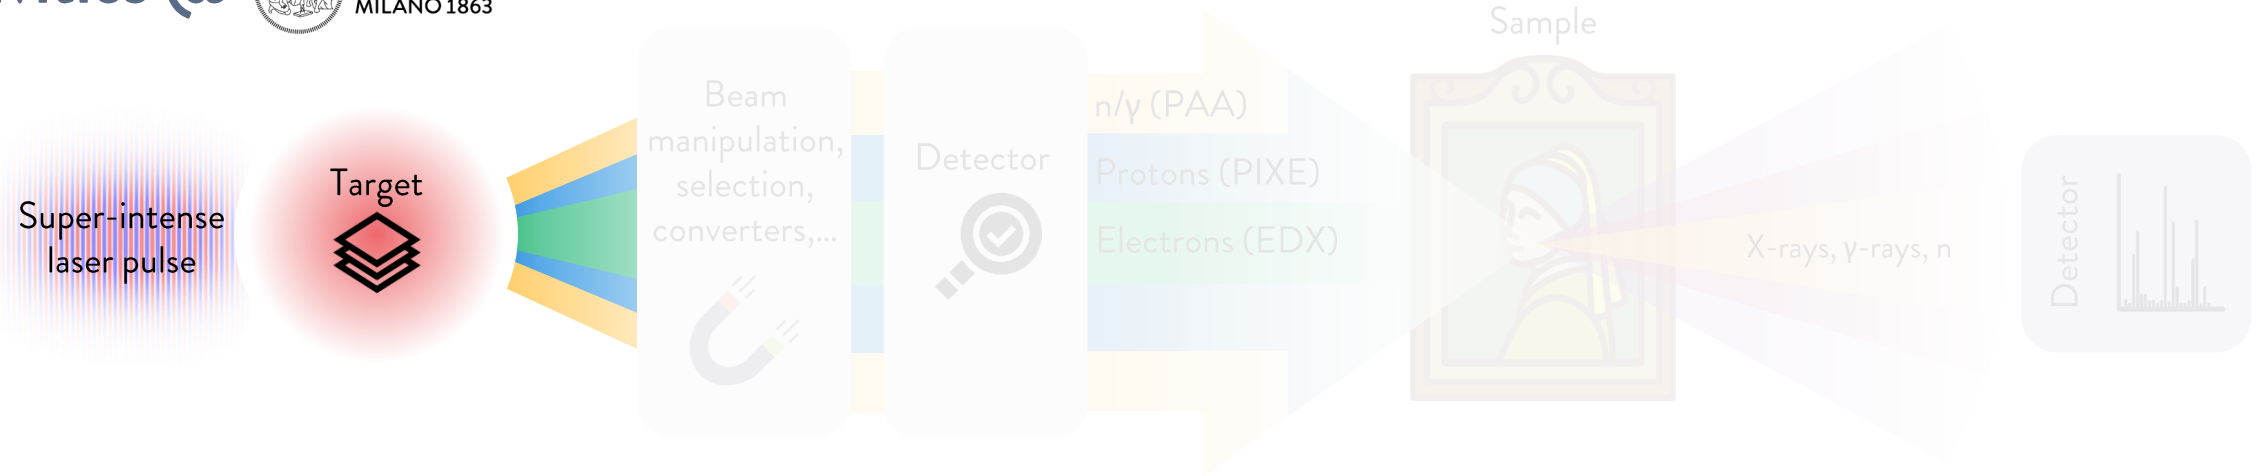 MILANO 1863
Super-intense
laser pulse
Target
Beam
manipulation,
selection,
converters,...
Detector
n/γ (PAA)
Protons (PIXE)
Electrons (EDX)
Sample
X-rays, γ-rays, n
Detector